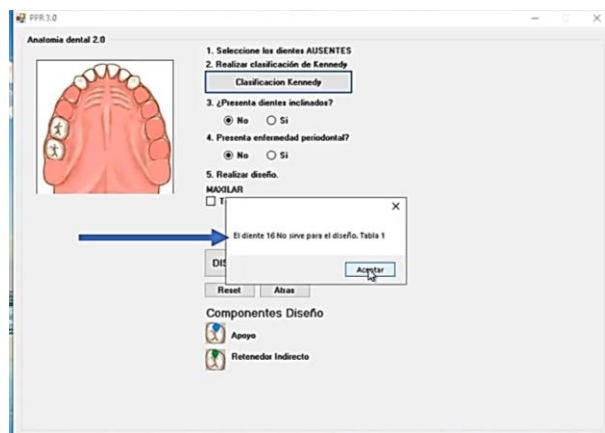 PPR 3.0
Anatomia dental 2.0
1. Seleccione los dientes AUSENTES
2. Realizar clasificación de Kennedy
Clasificacion Kennedy
3. ¿Presenta dientes inclinados?
No Si
4. Presenta enfermedad periodontal?
No Si
5. Realizar diseño.
MAXILAR
El diente 16 No sirve para el diseño. Tabla 1
Aceptar
Reset Atras
Componentes Diseño
Apoyo
Retenedor Indirecto